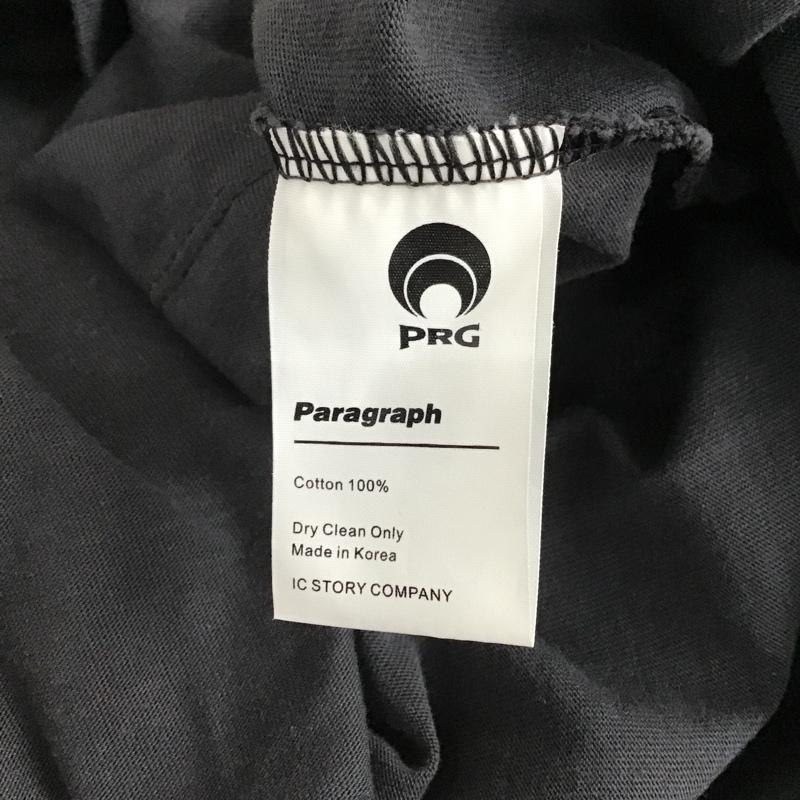 PRG
Paragraph
Cotton 100%
Dry Clean Only
Made in Korea
IC STORY COMPANY